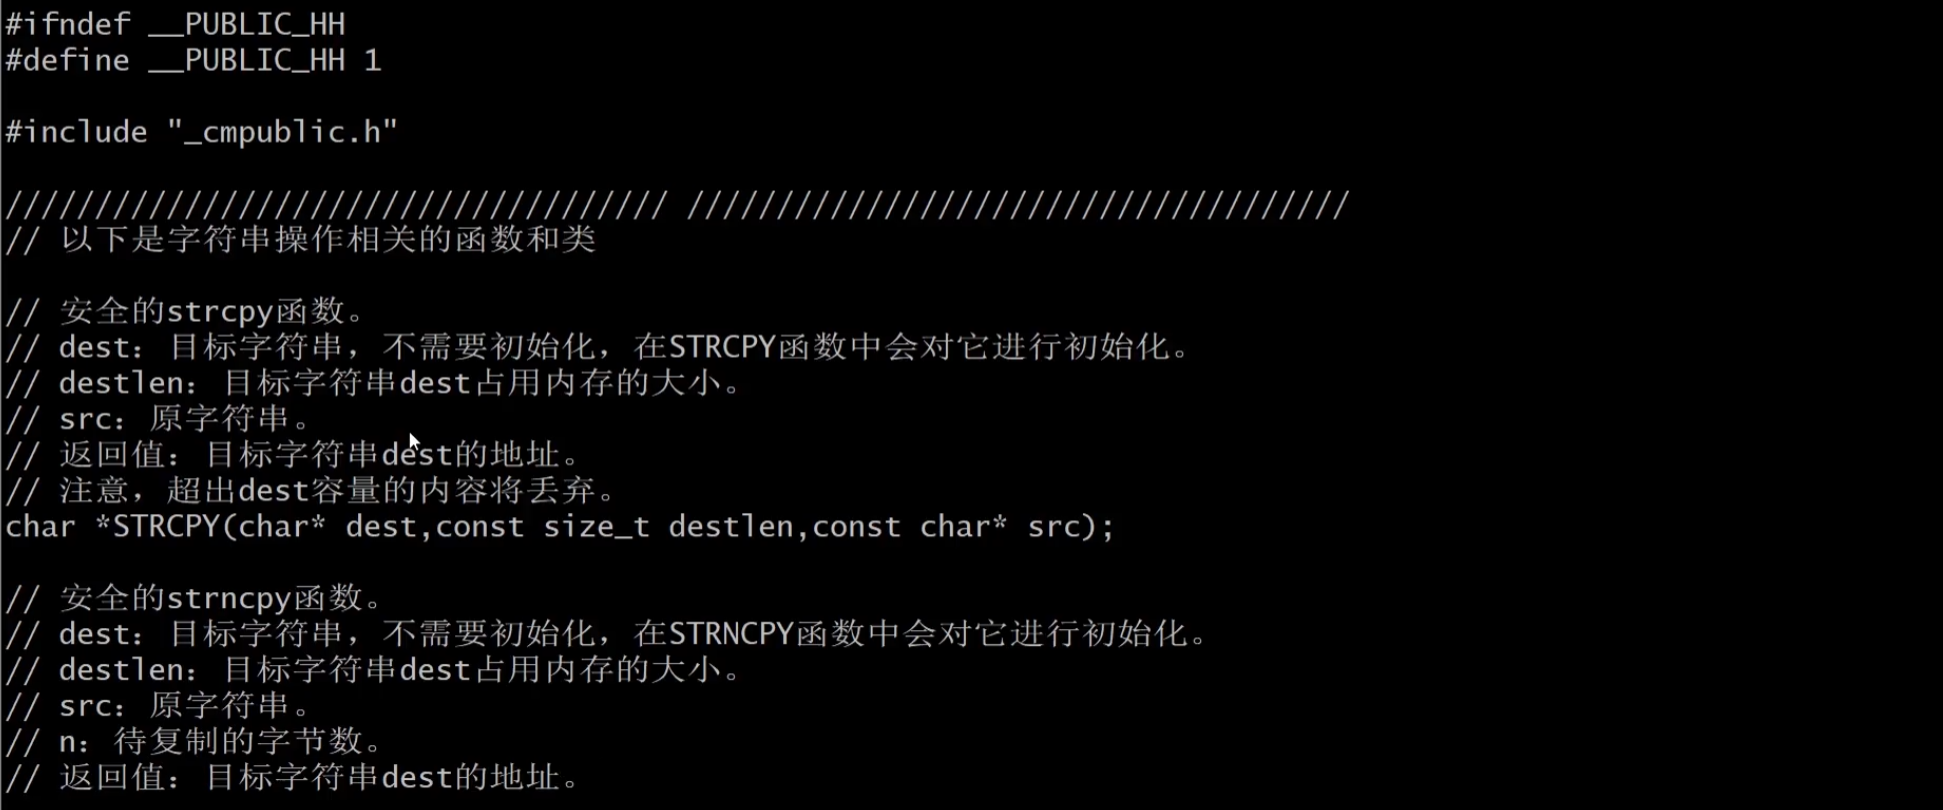 #ifndef __PUBLIC_HH
#define __PUBLIC_HH 1
#include "_cmpublic.h"
///////////////////////////////////// /////////////////////////////////////
// 以下是字符串操作相关的函数和类
// 安全的strcpy函数。
// dest：目标字符串，不需要初始化，在STRCPY函数中会对它进行初始化。
// destlen：目标字符串dest占用内存的大小。
// src：原字符串。
// 返回值：目标字符串dest的地址。
// 注意，超出dest容量的内容将丢弃。
char *STRCPY(char* dest,const size_t destlen,const char* src);
// 安全的strncpy函数。
// dest：目标字符串，不需要初始化，在STRNCPY函数中会对它进行初始化。
// destlen：目标字符串dest占用内存的大小。
// src：原字符串。
// n：待复制的字节数。
// 返回值：目标字符串dest的地址。